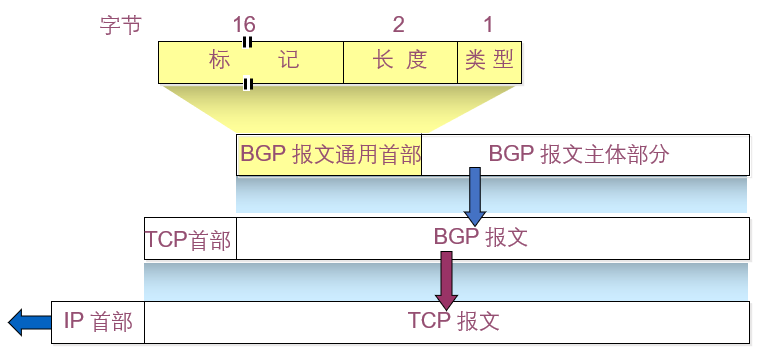 字节 16 2 1
标 记 长 度 类 型
BGP 报文通用首部 BGP 报文主体部分
TCP首部 BGP 报文
IP 首部 TCP 报文